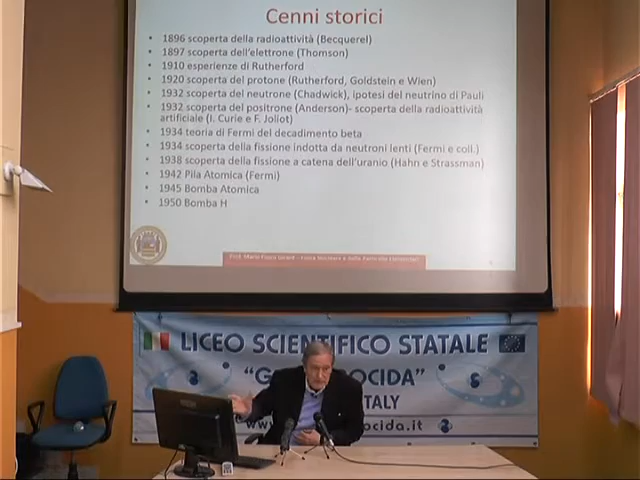 Cenni storici
• 1896 scoperta della radioattività (Becquerel)
• 1897 scoperta dell'elettrone (Thomson)
• 1910 esperienze di Rutherford
• 1920 scoperta del protone (Rutherford, Goldstein e Wien)
• 1932 scoperta del neutrone (Chadwick), ipotesi del neutrino di Pauli
• 1932 scoperta del positrone (Anderson)- scoperta della radioattività
artificiale (I. Curie e F. Joliot)
• 1934 teoria di Fermi del decadimento beta
• 1934 scoperta della fissione indotta da neutroni lenti (Fermi e coll.)
• 1938 scoperta della fissione a catena dell'uranio (Hahn e Strassman)
• 1942 Pila Atomica (Fermi)
• 1945 Bomba Atomica
• 1950 Bomba H
LICEO SCIENTIFICO STATALE
"G OCIDA"
ITALY
www. ocida.it